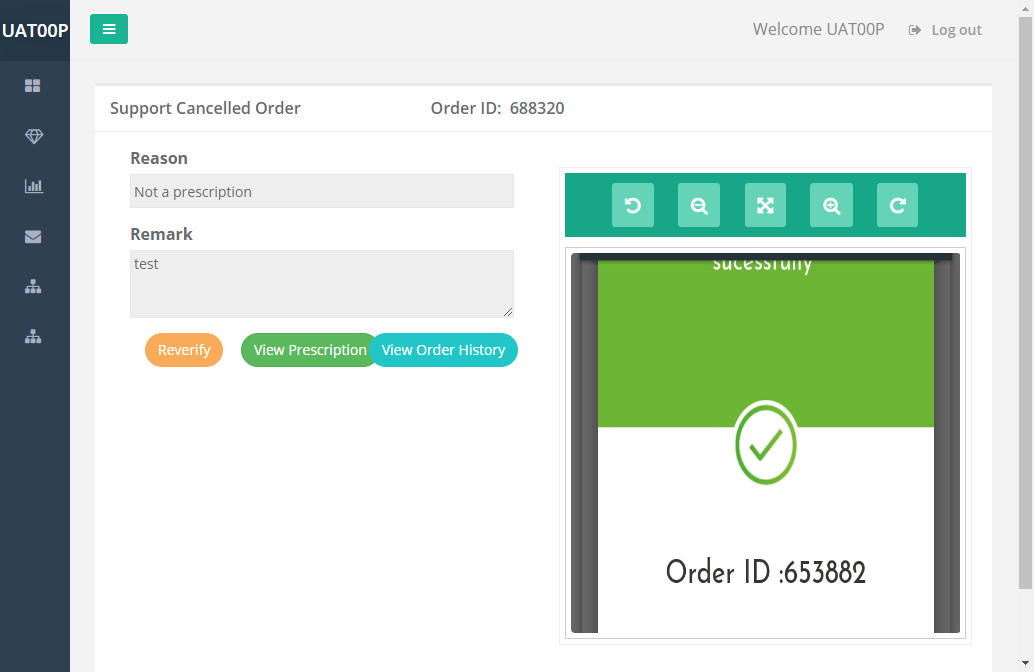 UAT00P
Welcome UAT00P
Log out
Support Cancelled Order
Order ID: 688320
Reason
Not a prescription
Remark
test
Reverify
View Prescription
View Order History
sucessfully
Order ID :653882